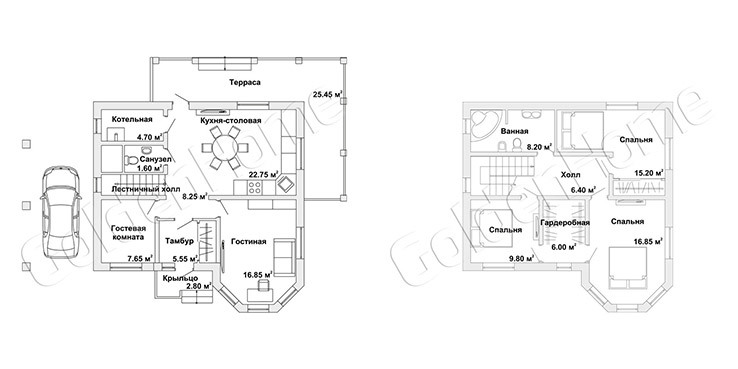 Терраса
25.45 м²
Котельная
4.70 м²
Кухня-столовая
22.75 м²
Санузел
1.60 м²
Лестничный холл
8.25 м²
Гостевая
комната
7.65 м²
Тамбур
5.55 м²
Гостиная
16.85 м²
Крыльцо
2.80 м²
Ванная
8.20 м²
Спальня
15.20 м²
Холл
6.40 м²
Спальня
9.80 м²
Гардеробная
6.00 м²
Спальня
16.85 м²
GoldenHome
GoldenHome